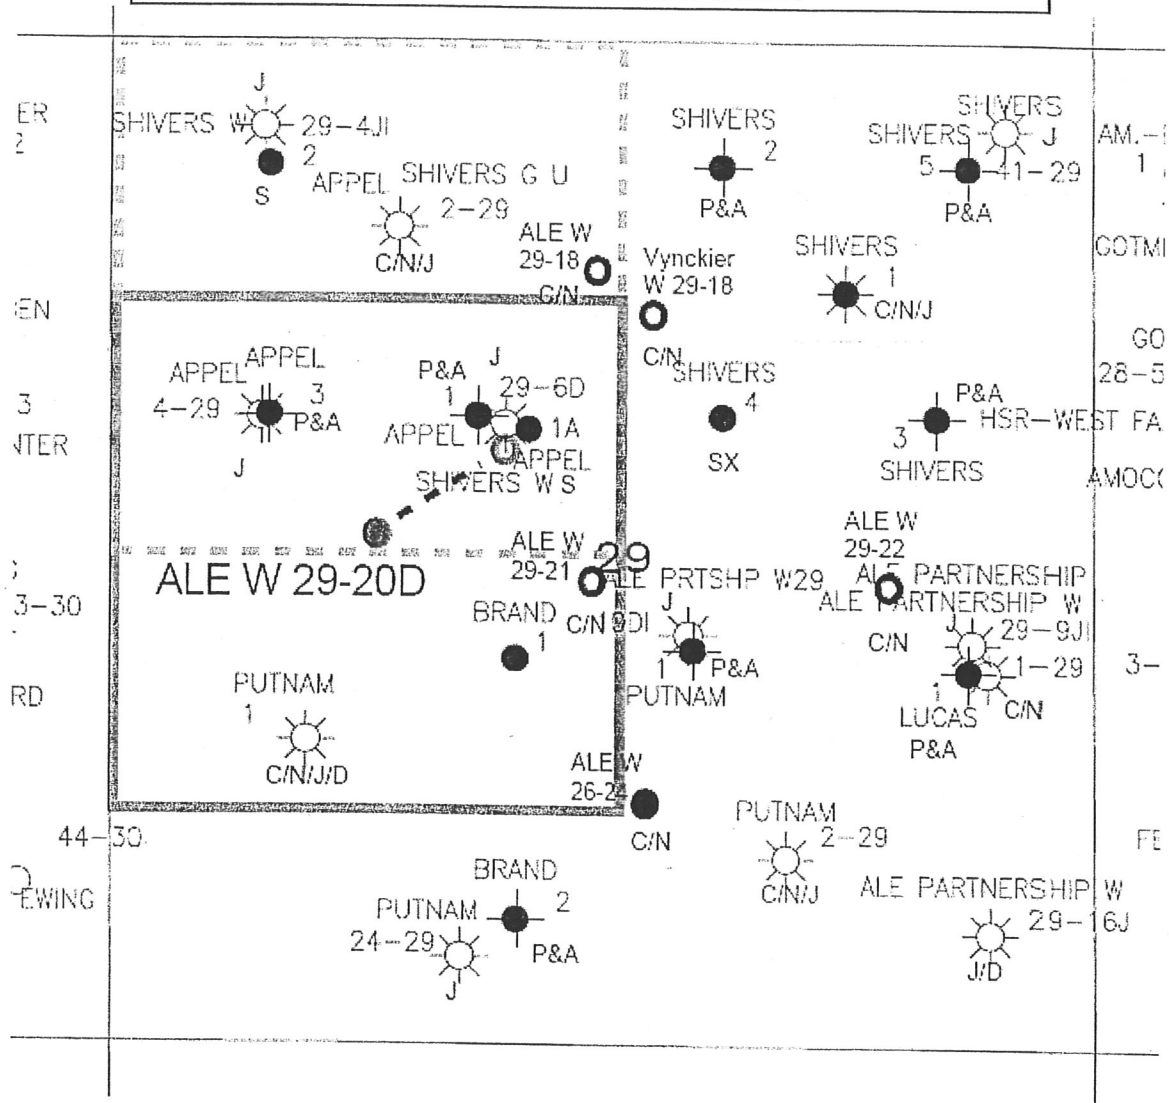 J
SHIVERS W
29-4JI
2
S
APPEL
SHIVERS G U
2-29
C/N/J
ALE W
29-18
C/N
Vynckier
W 29-18
C/N
SHIVERS
2
P&A
SHIVERS
J
SHIVERS
5
41-29
P&A
SHIVERS
1
C/N/J
AM.-
1
GOTM
GO
28-5
ER
2
EN
3
NTER
APPEL
4-29
APPEL
3
P&A
J
P&A
1
J
29-6D
APPEL
1A
APPEL
SHIVERS W S
SHIVERS
4
SX
P&A
3
SHIVERS
HSR-WEST FA
AMOCO
ALE W 29-20D
ALE W
29-21
C/N
29
ALE PRTSHP W29
J
1
P&A
PUTNAM
BRAND
1
ALE W
29-22
C/N
ALE PARTNERSHIP
ALE PARTNERSHIP W
J
29-9JI
1-29
C/N
1
LUCAS
P&A
3-30
RD
3-
PUTNAM
1
C/N/J/D
ALE W
26-24
C/N
44-30
EWING
BRAND
2
P&A
PUTNAM
24-29
J
PUTNAM
2-29
C/N/J
ALE PARTNERSHIP W
29-16J
J/D
FE